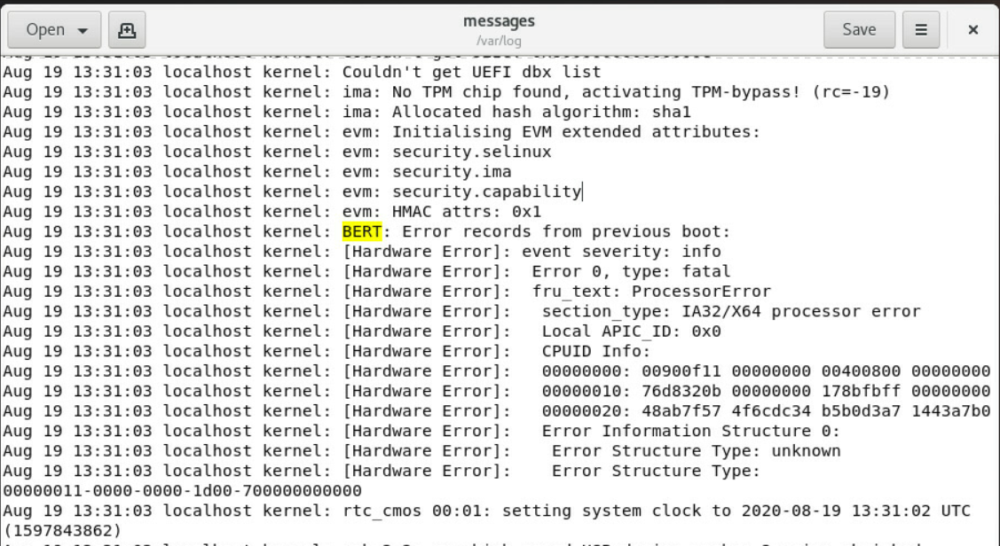 Open
messages
/var/log
Save
Aug 19 13:31:03 localhost kernel: Couldn't get UEFI dbx list
Aug 19 13:31:03 localhost kernel: ima: No TPM chip found, activating TPM-bypass! (rc=-19)
Aug 19 13:31:03 localhost kernel: ima: Allocated hash algorithm: sha1
Aug 19 13:31:03 localhost kernel: evm: Initialising EVM extended attributes:
Aug 19 13:31:03 localhost kernel: evm: security.selinux
Aug 19 13:31:03 localhost kernel: evm: security.ima
Aug 19 13:31:03 localhost kernel: evm: security.capability
Aug 19 13:31:03 localhost kernel: evm: HMAC attrs: 0x1
Aug 19 13:31:03 localhost kernel: BERT: Error records from previous boot:
Aug 19 13:31:03 localhost kernel: [Hardware Error]: event severity: info
Aug 19 13:31:03 localhost kernel: [Hardware Error]:  Error 0, type: fatal
Aug 19 13:31:03 localhost kernel: [Hardware Error]:  fru_text: ProcessorError
Aug 19 13:31:03 localhost kernel: [Hardware Error]:   section_type: IA32/X64 processor error
Aug 19 13:31:03 localhost kernel: [Hardware Error]:   Local APIC_ID: 0x0
Aug 19 13:31:03 localhost kernel: [Hardware Error]:   CPUID Info:
Aug 19 13:31:03 localhost kernel: [Hardware Error]:   00000000: 00900f11 00000000 00400800 00000000
Aug 19 13:31:03 localhost kernel: [Hardware Error]:   00000010: 76d8320b 00000000 178bfbff 00000000
Aug 19 13:31:03 localhost kernel: [Hardware Error]:   00000020: 48ab7f57 4f6cdc34 b5b0d3a7 1443a7b0
Aug 19 13:31:03 localhost kernel: [Hardware Error]:   Error Information Structure 0:
Aug 19 13:31:03 localhost kernel: [Hardware Error]:    Error Structure Type: unknown
Aug 19 13:31:03 localhost kernel: [Hardware Error]:    Error Structure Type:
00000011-0000-0000-1d00-700000000000
Aug 19 13:31:03 localhost kernel: rtc_cmos 00:01: setting system clock to 2020-08-19 13:31:02 UTC
(1597843862)